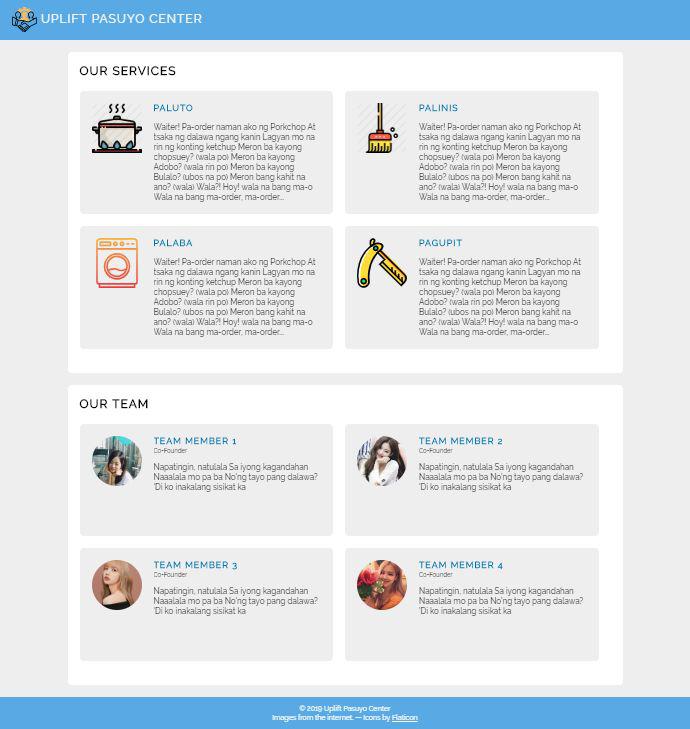 UPLIFT PASUYO CENTER
OUR SERVICES
PALUTO
Waiter! Pa-order naman ako ng Porkchop At
tsaka ng dalawa ngang kanin Lagyan mo na
rin ng konting ketchup Meron ba kayong
chopsuey? (wala po) Meron ba kayong
Adobo? (wala rin po) Meron ba kayong
Bulalo? (ubos na po) Meron bang kahit na
ano? (wala) Wala?! Hoy! wala na bang ma-o
Wala na bang ma-order, ma-order...
PALINIS
Waiter! Pa-order naman ako ng Porkchop At
tsaka ng dalawa ngang kanin Lagyan mo na
rin ng konting ketchup Meron ba kayong
chopsuey? (wala po) Meron ba kayong
Adobo? (wala rin po) Meron ba kayong
Bulalo? (ubos na po) Meron bang kahit na
ano? (wala) Wala?! Hoy! wala na bang ma-o
Wala na bang ma-order, ma-order...
PALABA
Waiter! Pa-order naman ako ng Porkchop At
tsaka ng dalawa ngang kanin Lagyan mo na
rin ng konting ketchup Meron ba kayong
chopsuey? (wala po) Meron ba kayong
Adobo? (wala rin po) Meron ba kayong
Bulalo? (ubos na po) Meron bang kahit na
ano? (wala) Wala?! Hoy! wala na bang ma-o
Wala na bang ma-order, ma-order...
PAGUPIT
Waiter! Pa-order naman ako ng Porkchop At
tsaka ng dalawa ngang kanin Lagyan mo na
rin ng konting ketchup Meron ba kayong
chopsuey? (wala po) Meron ba kayong
Adobo? (wala rin po) Meron ba kayong
Bulalo? (ubos na po) Meron bang kahit na
ano? (wala) Wala?! Hoy! wala na bang ma-o
Wala na bang ma-order, ma-order...
OUR TEAM
TEAM MEMBER 1
Co-Founder
Napatingin, natulala Sa iyong kagandahan
Naaalala mo pa ba No'ng tayo pang dalawa?
'Di ko inakalang sisikat ka
TEAM MEMBER 2
Co-Founder
Napatingin, natulala Sa iyong kagandahan
Naaalala mo pa ba No'ng tayo pang dalawa?
'Di ko inakalang sisikat ka
TEAM MEMBER 3
Co-Founder
Napatingin, natulala Sa iyong kagandahan
Naaalala mo pa ba No'ng tayo pang dalawa?
'Di ko inakalang sisikat ka
TEAM MEMBER 4
Co-Founder
Napatingin, natulala Sa iyong kagandahan
Naaalala mo pa ba No'ng tayo pang dalawa?
'Di ko inakalang sisikat ka
© 2019 Uplift Pasuyo Center
Images from the internet. — Icons by Flaticon